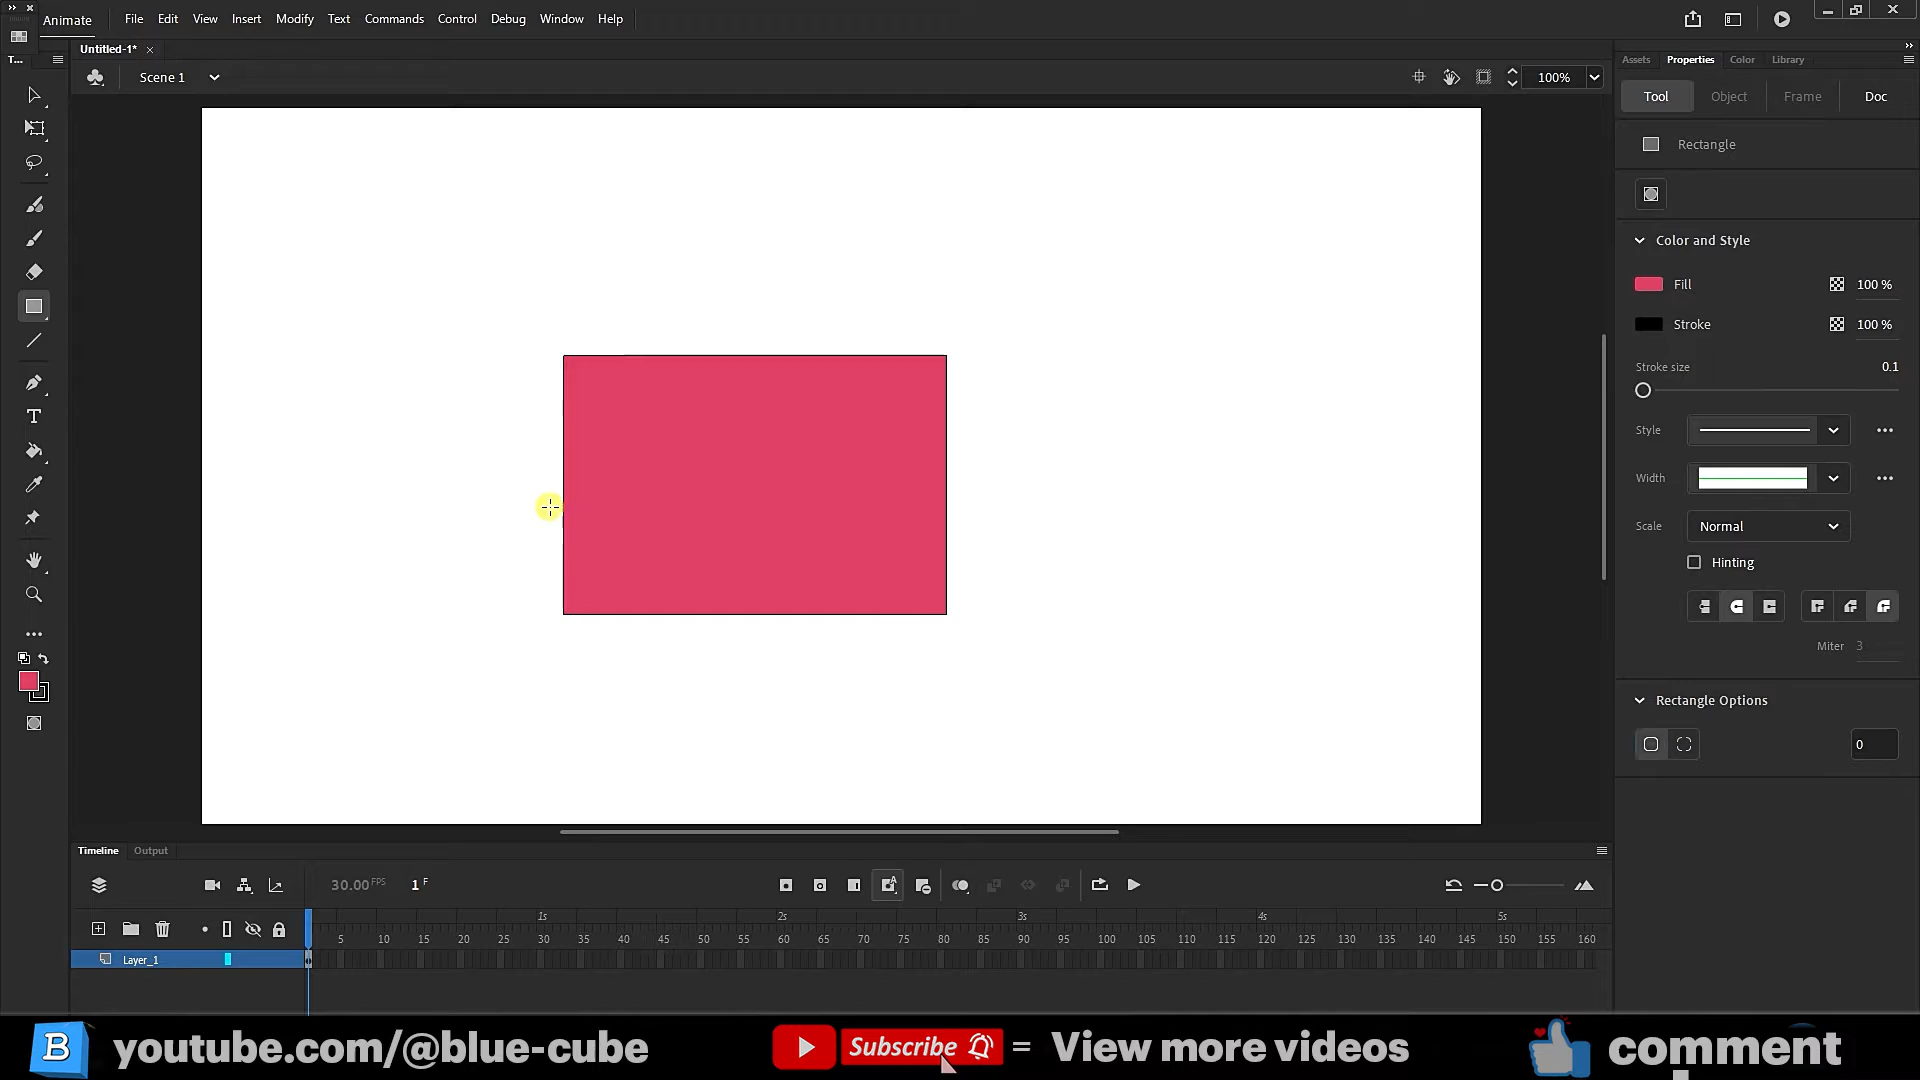 Animate File Edit View Insert Modify Text Commands Control Debug Window Help
Untitled-1*
Scene 1
100%
T...
Assets Properties Color Library
Tool Object Frame Doc
Rectangle
Color and Style
Fill 100 %
Stroke 100 %
Stroke size 0.1
Style
Width
Scale Normal
Hinting
Miter 3
Rectangle Options
0
Timeline Output
30.00 FPS 1 F
1s 2s 3s 4s 5s
5 10 15 20 25 30 35 40 45 50 55 60 65 70 75 80 85 90 95 100 105 110 115 120 125 130 135 140 145 150 155 160
Layer_1
B youtube.com/@blue-cube Subscribe = View more videos comment